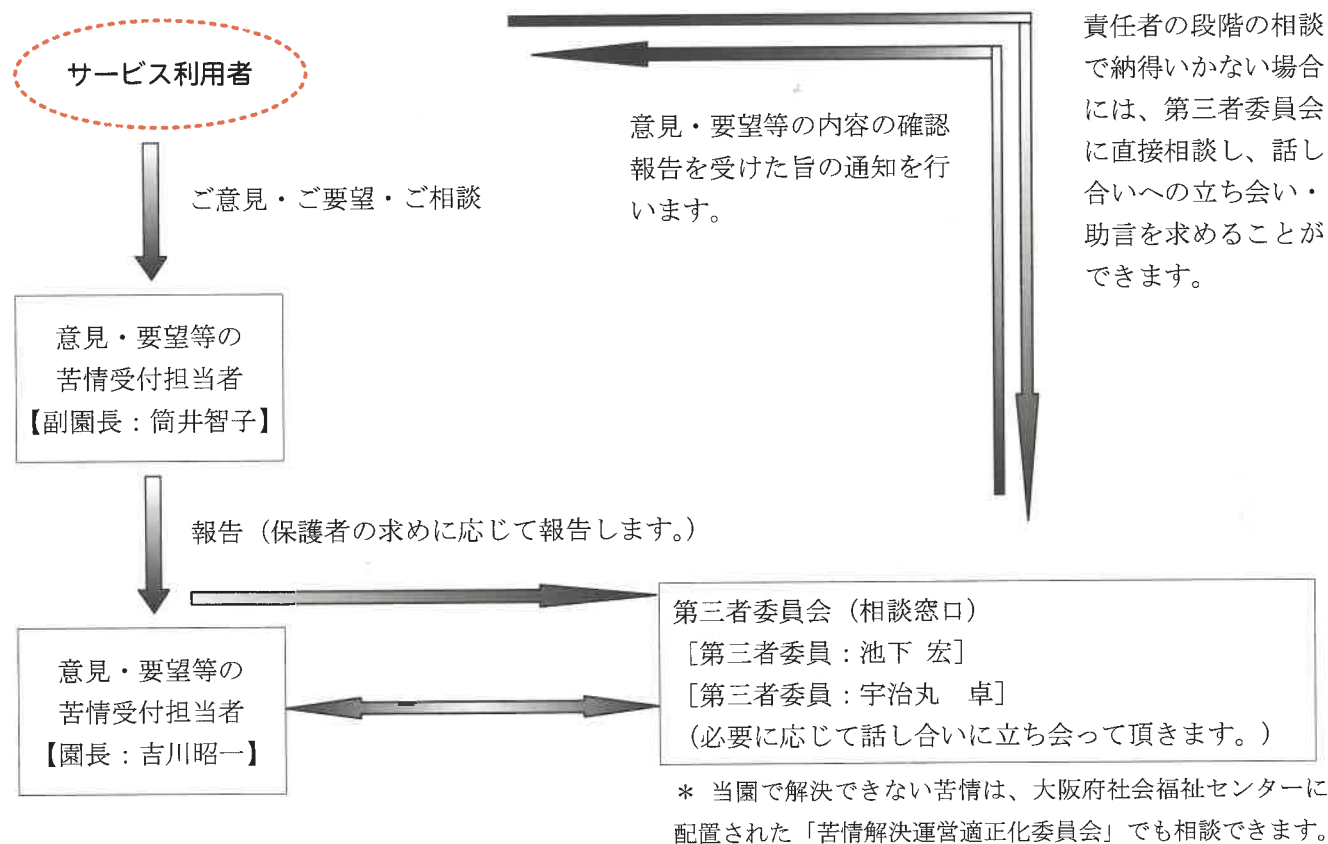 サービス利用者
ご意見・ご要望・ご相談
意見・要望等の内容の確認
報告を受けた旨の通知を行
います。
責任者の段階の相談
で納得いかない場合
には、第三者委員会
に直接相談し、話し
合いへの立ち会い・
助言を求めることが
できます。
意見・要望等の
苦情受付担当者
【副園長：筒井智子】
報告（保護者の求めに応じて報告します。）
意見・要望等の
苦情受付担当者
【園長：吉川昭一】
第三者委員会（相談窓口）
［第三者委員：池下 宏］
［第三者委員：宇治丸　卓］
（必要に応じて話し合いに立ち会って頂きます。）
＊ 当園で解決できない苦情は、大阪府社会福祉センターに
配置された「苦情解決運営適正化委員会」でも相談できます。